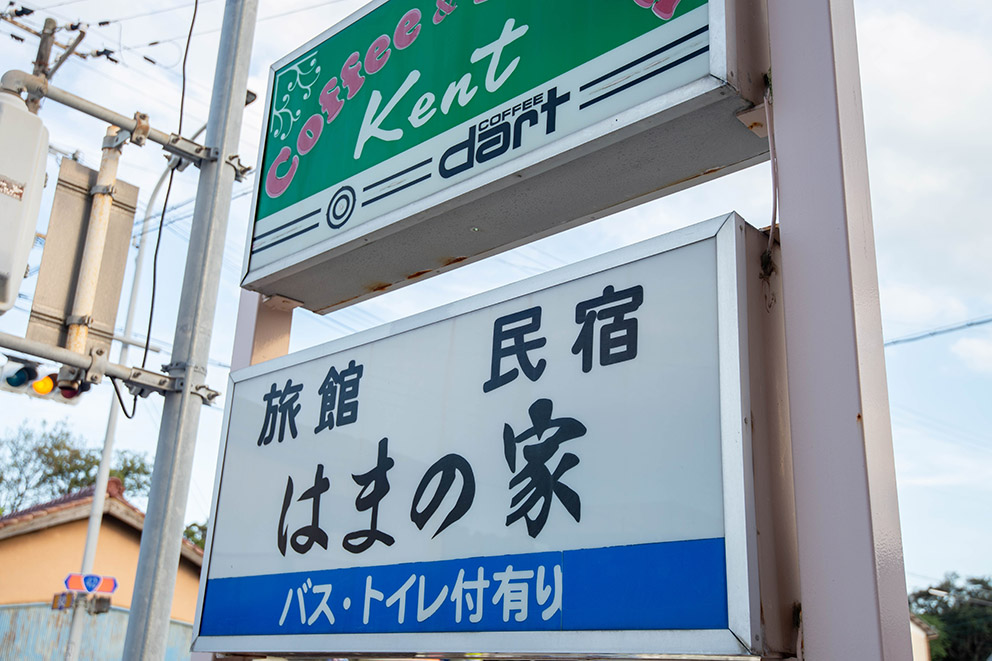 Coffee &
Kent
COFFEE
dart
旅館 民宿
はまの家
バス・トイレ付有り